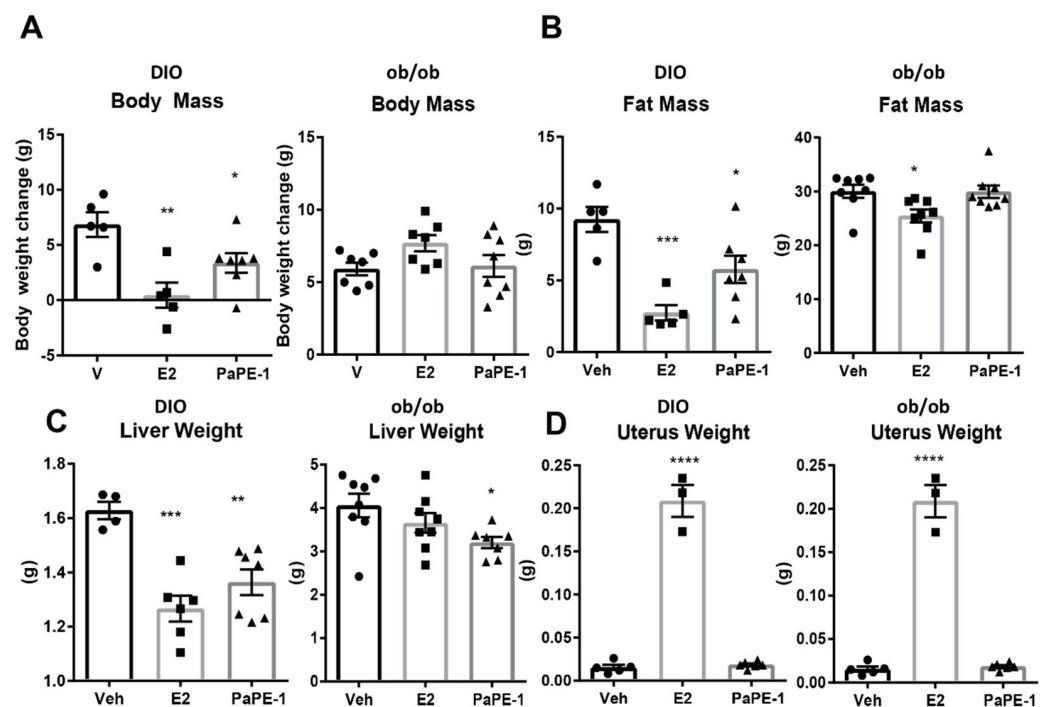 A
B
DIO
Body Mass
ob/ob
Body Mass
DIO
Fat Mass
ob/ob
Fat Mass
Body weight change (g)
15
10
5
0
-5
**
*
V
E2
PaPE-1
Body weight change (g)
15
10
5
0
V
E2
PaPE-1
(g)
15
10
5
0
***
*
Veh
E2
PaPE-1
(g)
40
30
20
10
0
*
Veh
E2
PaPE-1
C
D
DIO
Liver Weight
ob/ob
Liver Weight
DIO
Uterus Weight
ob/ob
Uterus Weight
(g)
1.8
1.6
1.4
1.2
1.0
***
**
Veh
E2
PaPE-1
(g)
5
4
3
2
1
0
*
Veh
E2
PaPE-1
(g)
0.25
0.20
0.15
0.10
0.05
0.00
****
Veh
E2
PaPE-1
(g)
0.25
0.20
0.15
0.10
0.05
0.00
****
Veh
E2
PaPE-1